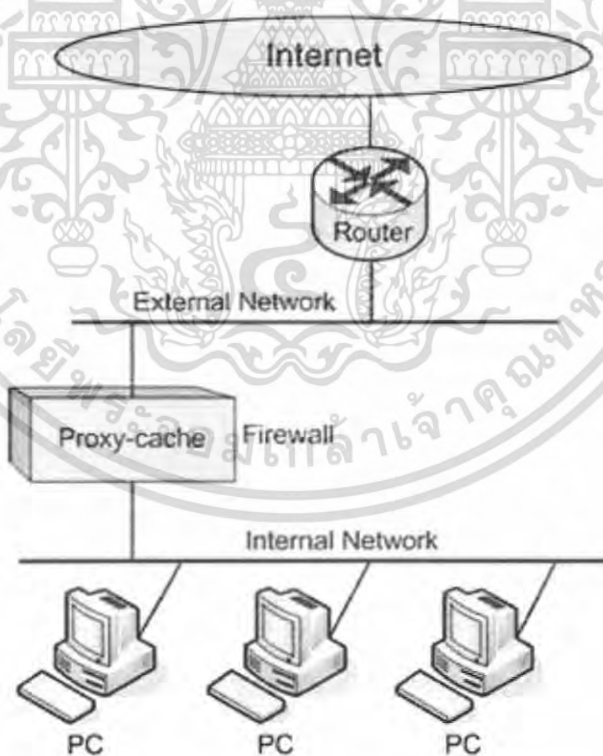 Internet
Router
External Network
Proxy-cache Firewall
Internal Network
PC PC PC